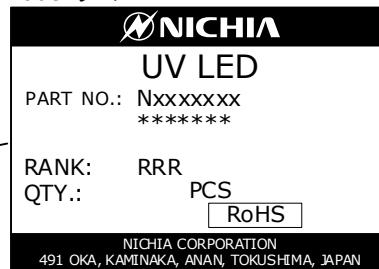 NICHIA
UV LED
PART NO.: Nxxxxxxx
*******
RANK: RRR
QTY.: PCS
RoHS
NICHIA CORPORATION
491 OKA, KAMINAKA, ANAN, TOKUSHIMA, JAPAN